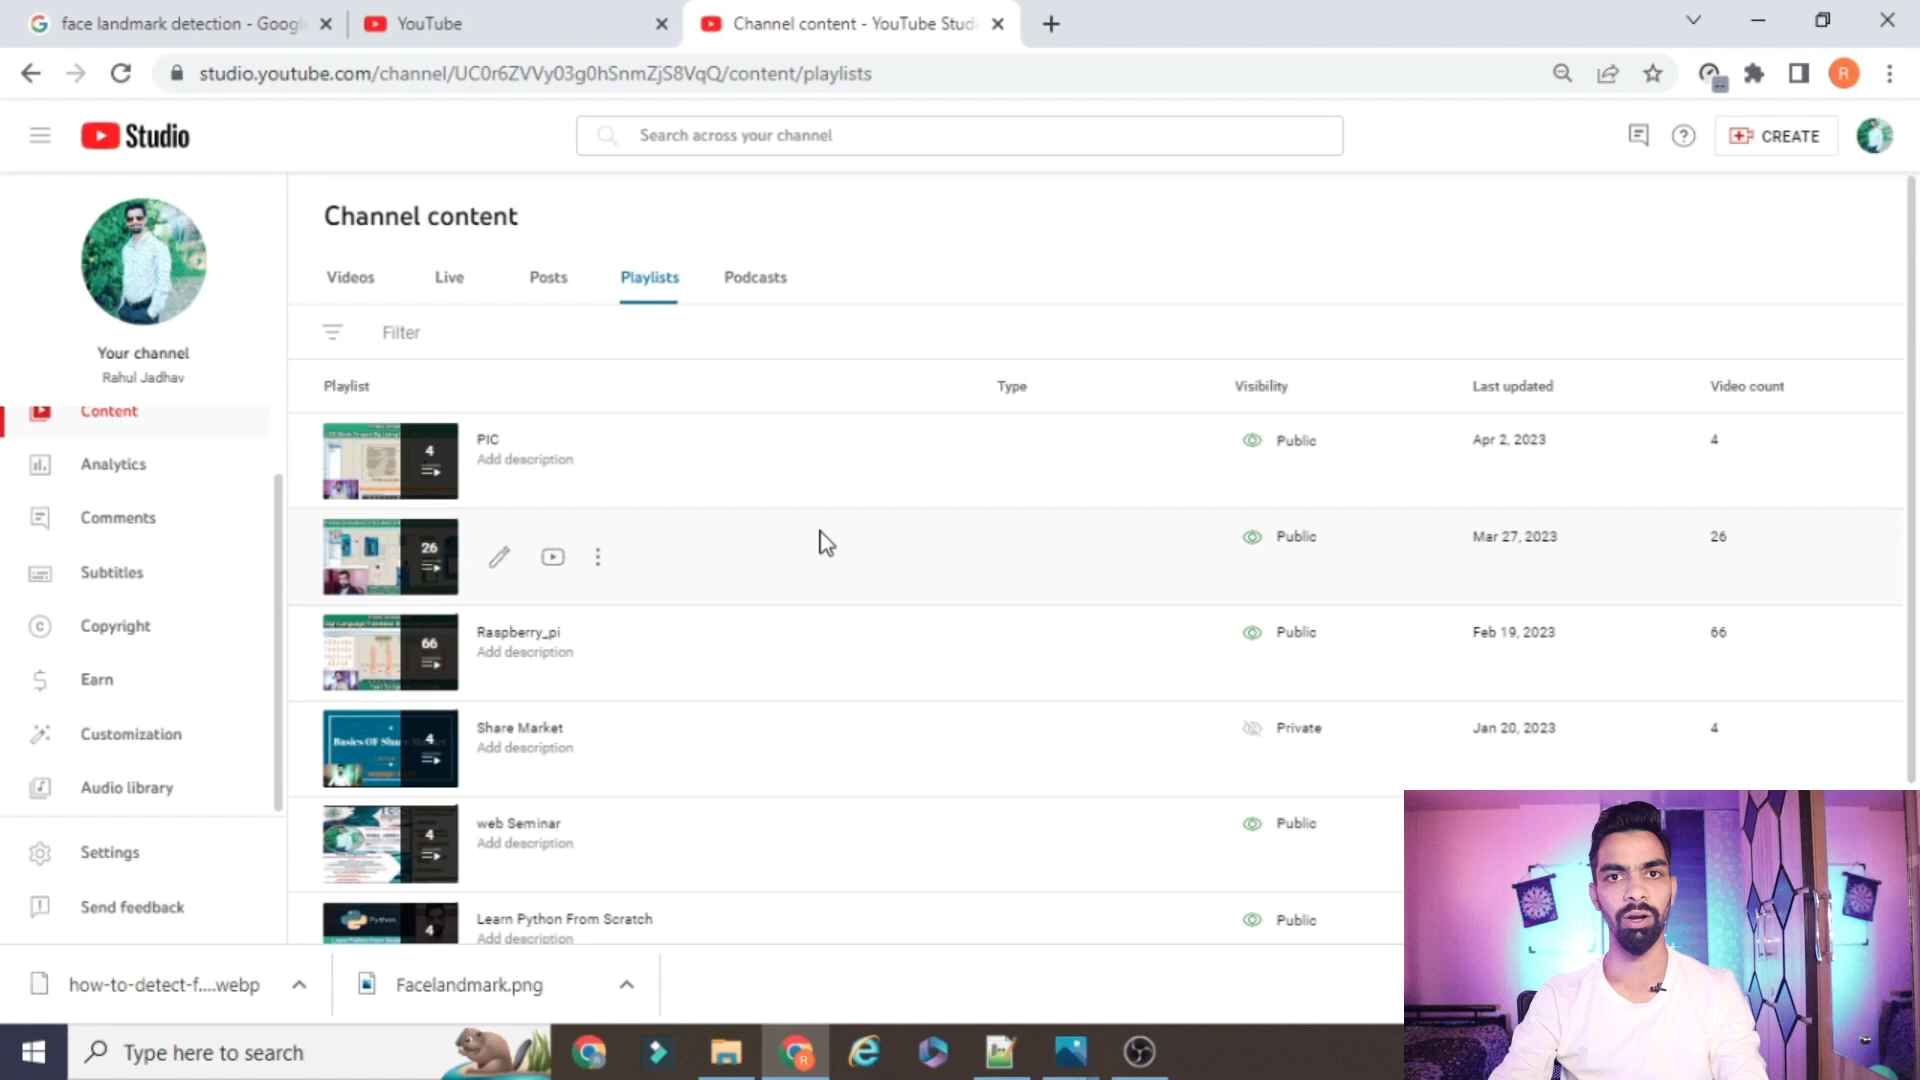 face landmark detection - Googl
YouTube
Channel content - YouTube Stud
studio.youtube.com/channel/UC0r6ZVVy03g0hSnmZjS8VqQ/content/playlists
R
Studio
Search across your channel
CREATE
Your channel
Rahul Jadhav
Content
Analytics
Comments
Subtitles
Copyright
Earn
Customization
Audio library
Settings
Send feedback
Channel content
Videos
Live
Posts
Playlists
Podcasts
Filter
Playlist
Type
Visibility
Last updated
Video count
4
PIC
Add description
Public
Apr 2, 2023
4
26
Public
Mar 27, 2023
26
66
Raspberry_pi
Add description
Public
Feb 19, 2023
66
Basics OF Sha
4
Share Market
Add description
Private
Jan 20, 2023
4
4
web Seminar
Add description
Public
Python
4
Learn Python From Scratch
Add description
Public
how-to-detect-f....webp
Facelandmark.png
Type here to search